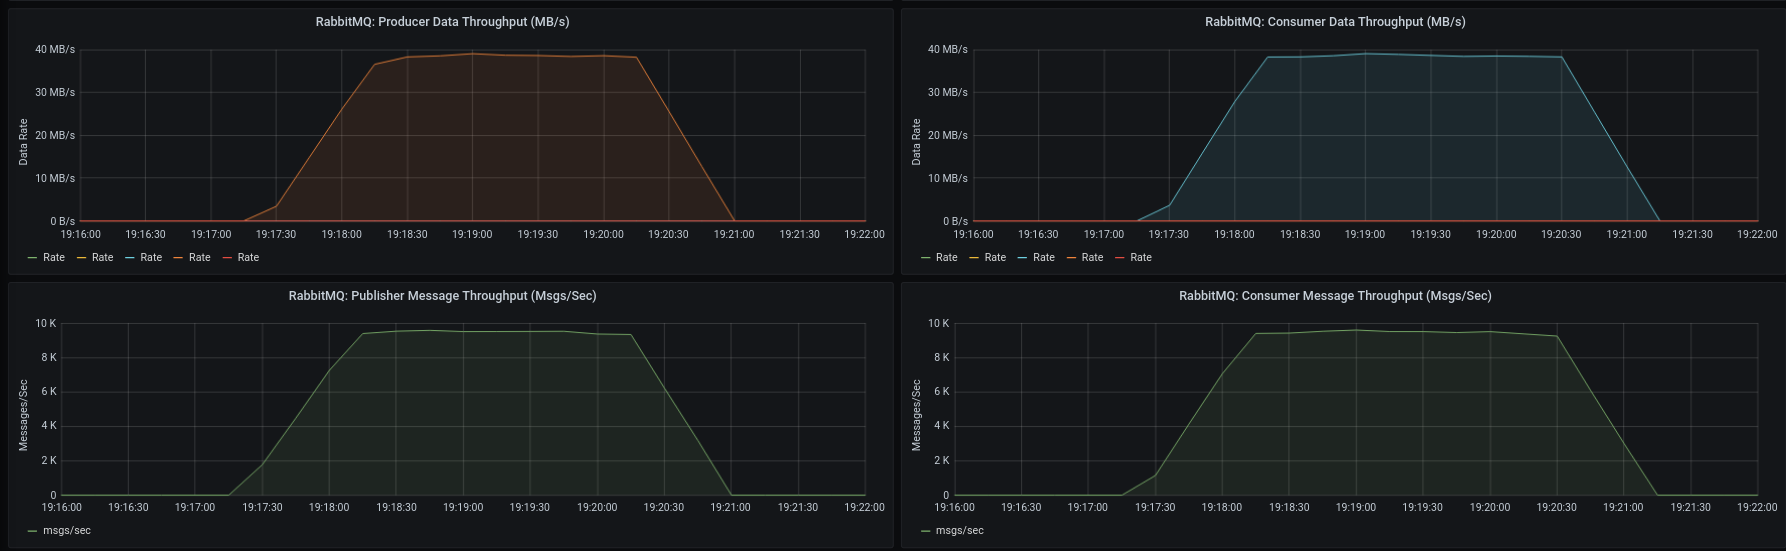 RabbitMQ: Producer Data Throughput (MB/s)
Data Rate
40 MB/s
30 MB/s
20 MB/s
10 MB/s
0 B/s
19:16:00 19:16:30 19:17:00 19:17:30 19:18:00 19:18:30 19:19:00 19:19:30 19:20:00 19:20:30 19:21:00 19:21:30 19:22:00
Rate Rate Rate Rate Rate
RabbitMQ: Consumer Data Throughput (MB/s)
Data Rate
40 MB/s
30 MB/s
20 MB/s
10 MB/s
0 B/s
19:16:00 19:16:30 19:17:00 19:17:30 19:18:00 19:18:30 19:19:00 19:19:30 19:20:00 19:20:30 19:21:00 19:21:30 19:22:00
Rate Rate Rate Rate Rate
RabbitMQ: Publisher Message Throughput (Msgs/Sec)
Messages/Sec
10 K
8 K
6 K
4 K
2 K
0
19:16:00 19:16:30 19:17:00 19:17:30 19:18:00 19:18:30 19:19:00 19:19:30 19:20:00 19:20:30 19:21:00 19:21:30 19:22:00
msgs/sec
RabbitMQ: Consumer Message Throughput (Msgs/Sec)
Messages/Sec
10 K
8 K
6 K
4 K
2 K
0
19:16:00 19:16:30 19:17:00 19:17:30 19:18:00 19:18:30 19:19:00 19:19:30 19:20:00 19:20:30 19:21:00 19:21:30 19:22:00
msgs/sec